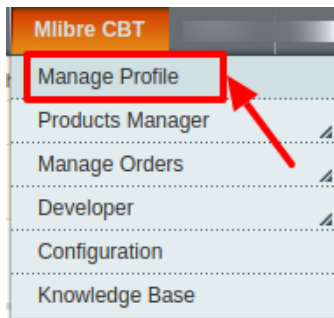 Mlibre CBT
Manage Profile
Products Manager
Manage Orders
Developer
Configuration
Knowledge Base